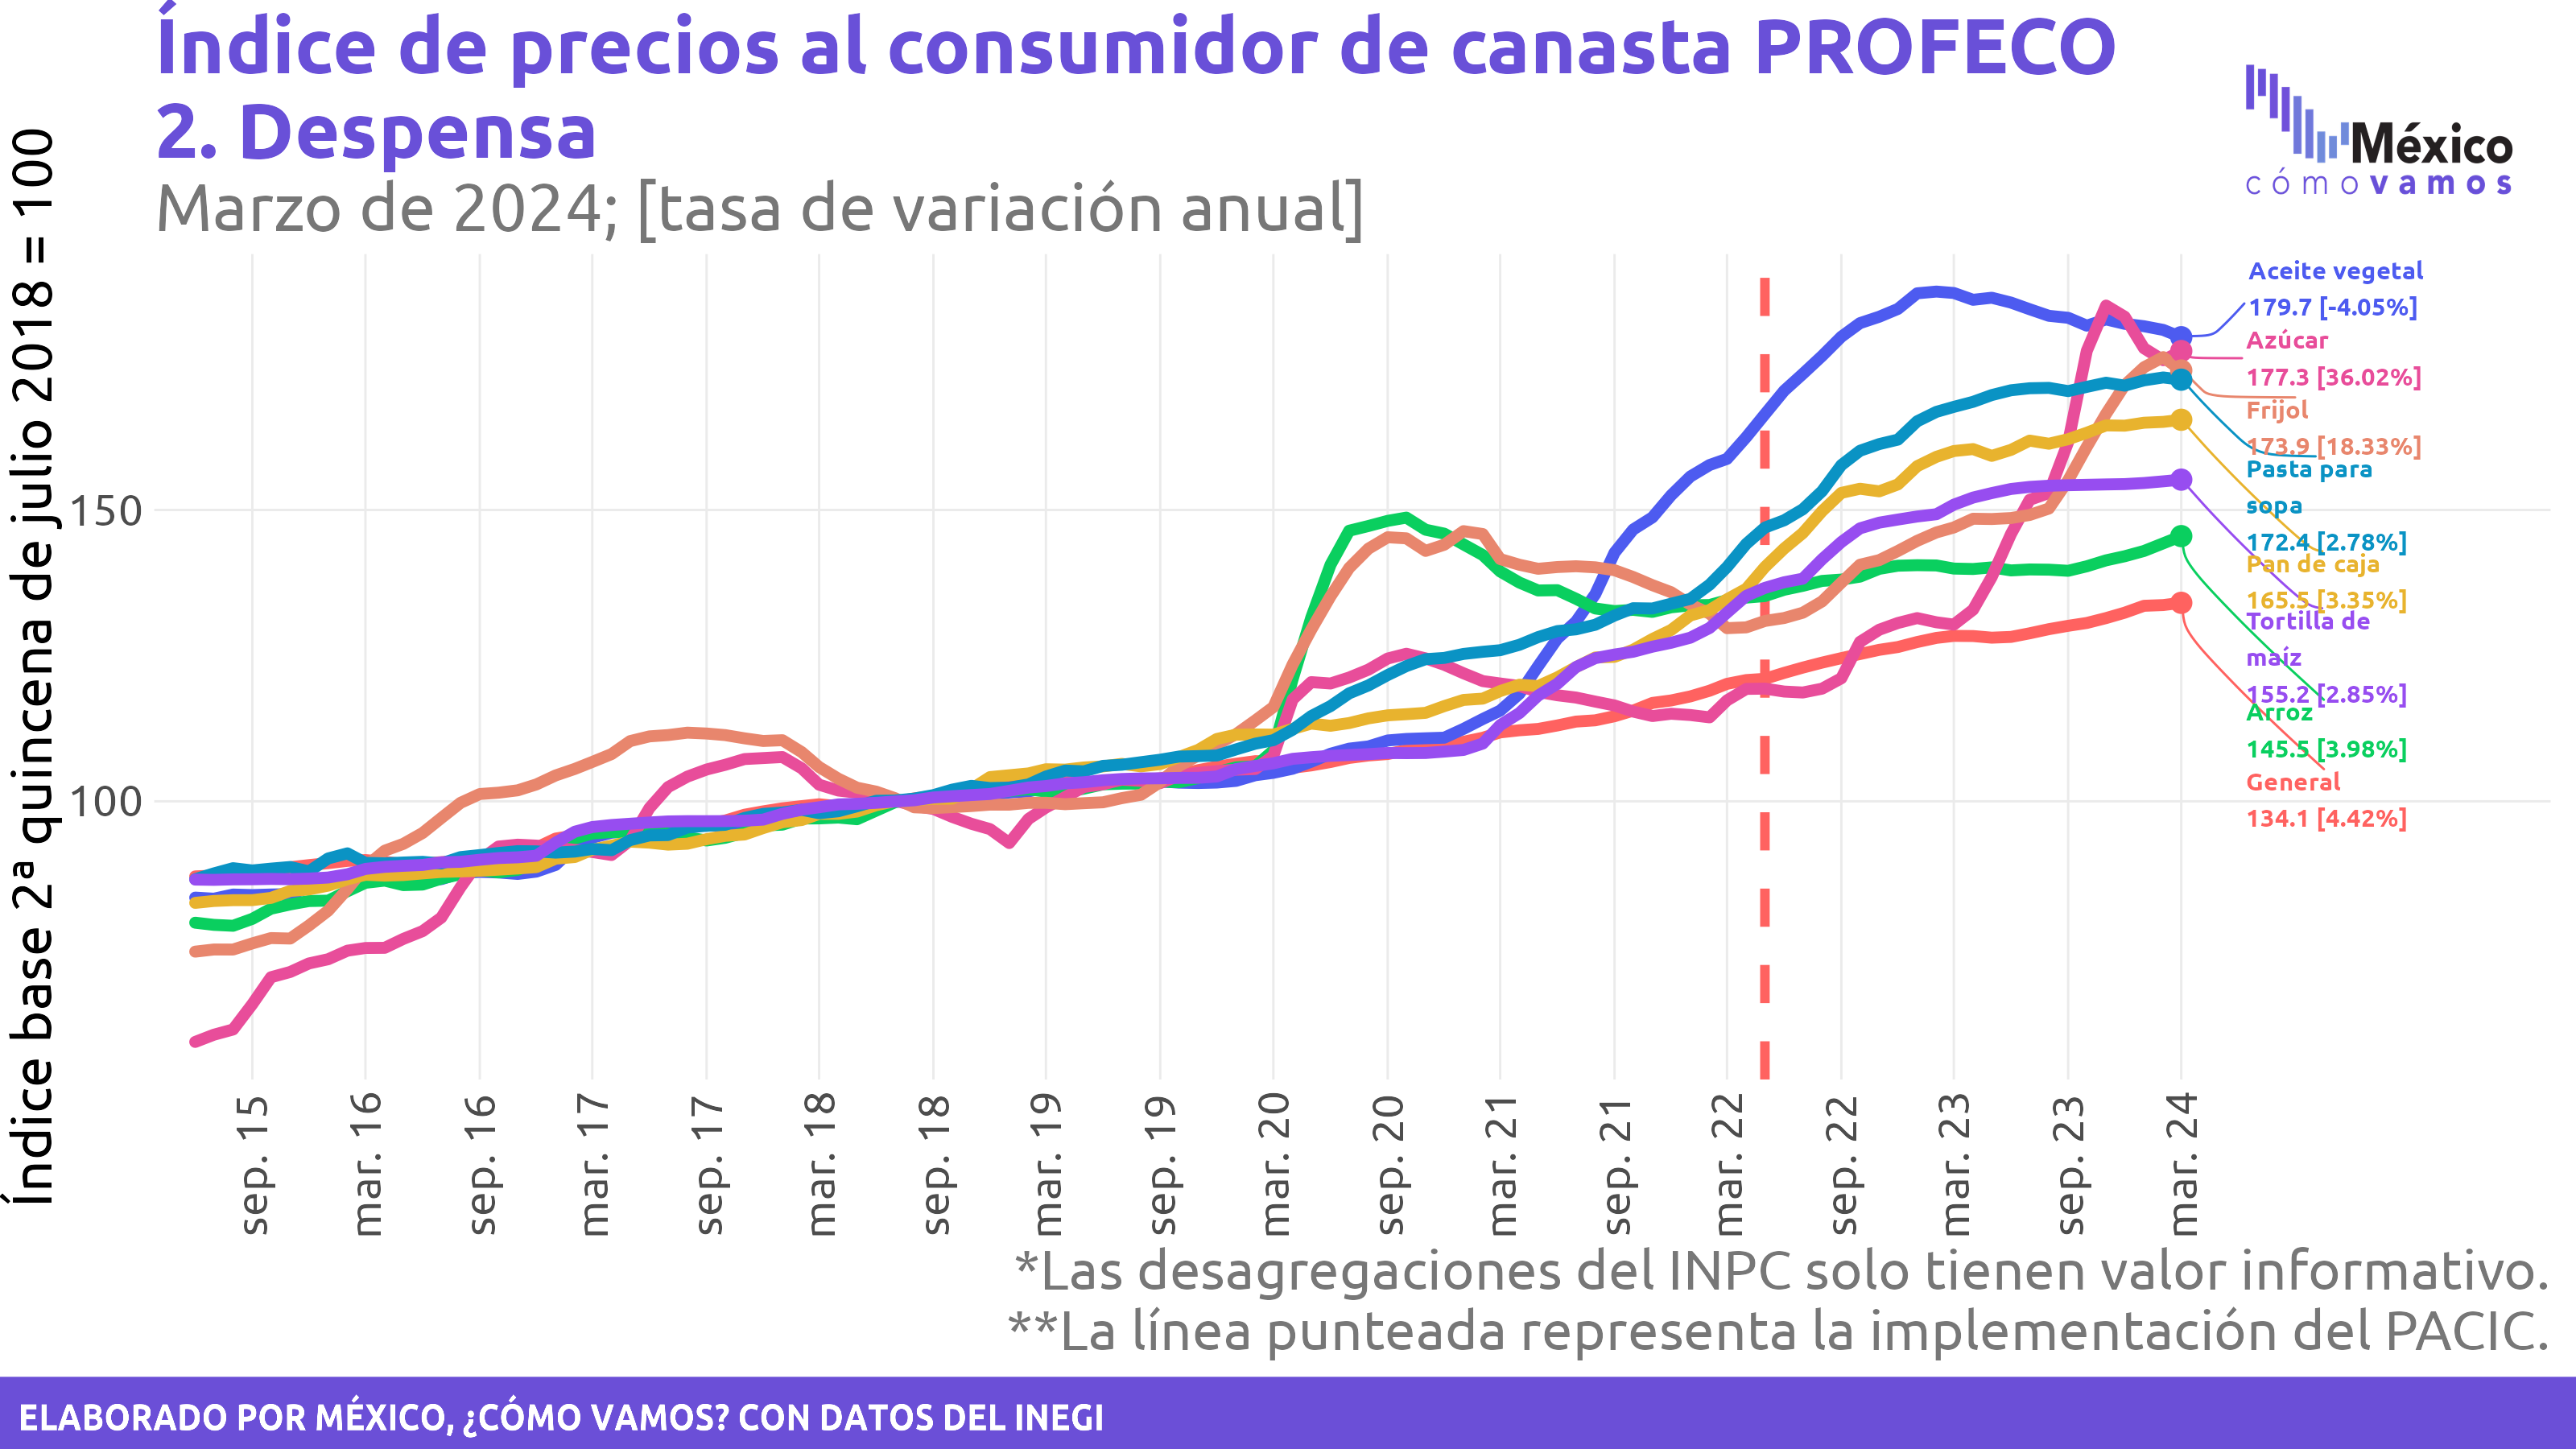 Índice de precios al consumidor de canasta PROFECO
2. Despensa
Marzo de 2024; [tasa de variación anual]
México
cómo vamos
Índice base 2ª quincena de julio 2018 = 100
150
100
Aceite vegetal
179.7 [-4.05%]
Azúcar
177.3 [36.02%]
Frijol
173.9 [18.33%]
Pasta para
sopa
172.4 [2.78%]
Pan de caja
165.5 [3.35%]
Tortilla de
maíz
155.2 [2.85%]
Arroz
145.5 [3.98%]
General
134.1 [4.42%]
sep. 15
mar. 16
sep. 16
mar. 17
sep. 17
mar. 18
sep. 18
mar. 19
sep. 19
mar. 20
sep. 20
mar. 21
sep. 21
mar. 22
sep. 22
mar. 23
sep. 23
mar. 24
*Las desagregaciones del INPC solo tienen valor informativo.
**La línea punteada representa la implementación del PACIC.
ELABORADO POR MÉXICO, ¿CÓMO VAMOS? CON DATOS DEL INEGI